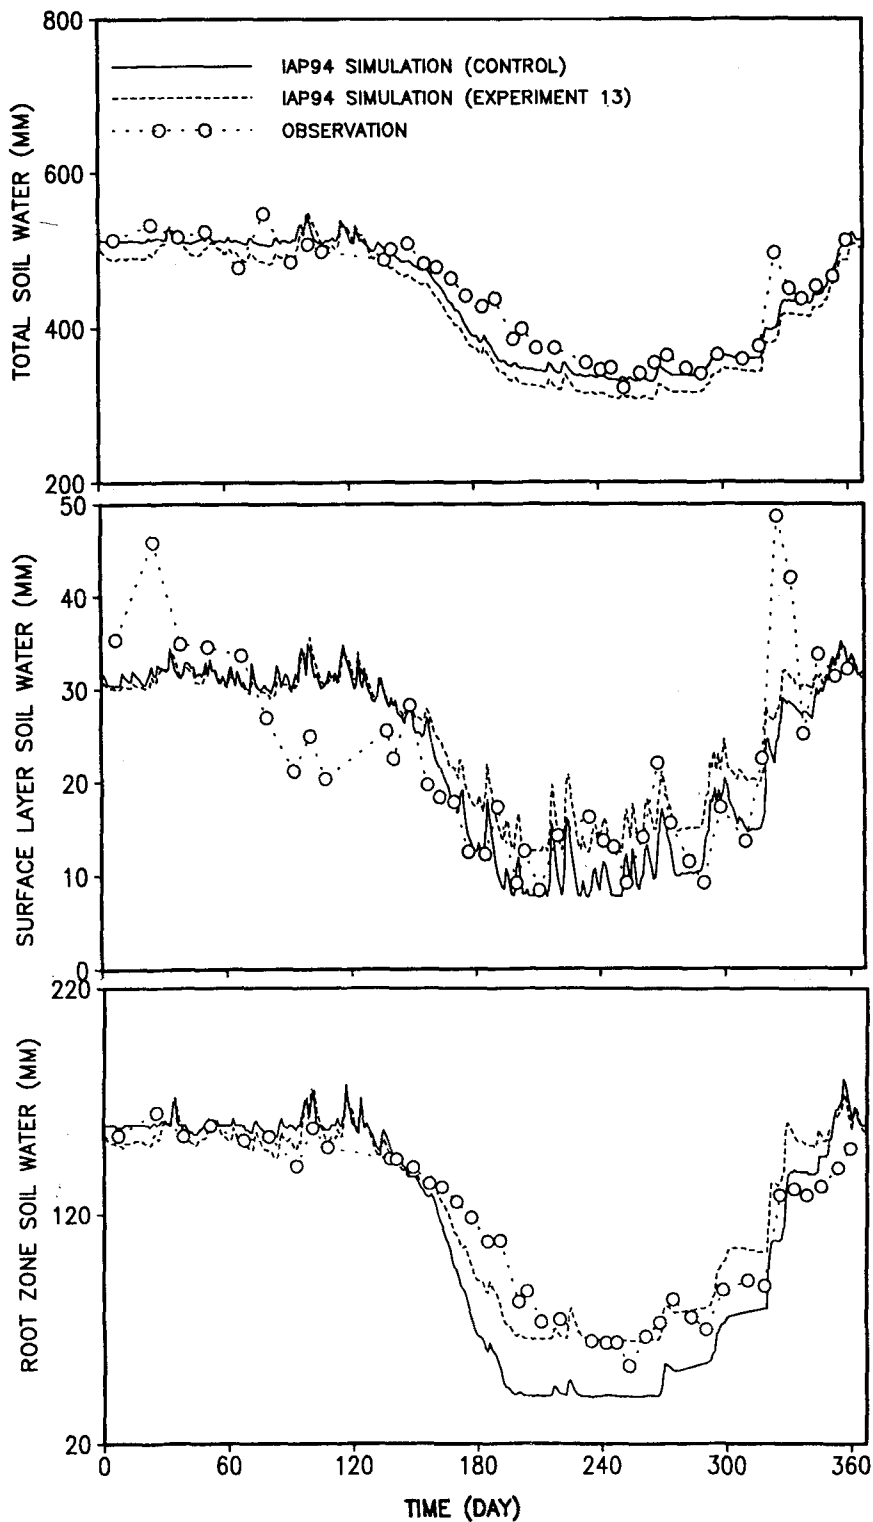 800
IAP94 SIMULATION (CONTROL)
IAP94 SIMULATION (EXPERIMENT 13)
OBSERVATION
600
400
200
TOTAL SOIL WATER (MM)
50
40
30
20
10
0
SURFACE LAYER SOIL WATER (MM)
220
120
20
ROOT ZONE SOIL WATER (MM)
0 60 120 180 240 300 360
TIME (DAY)